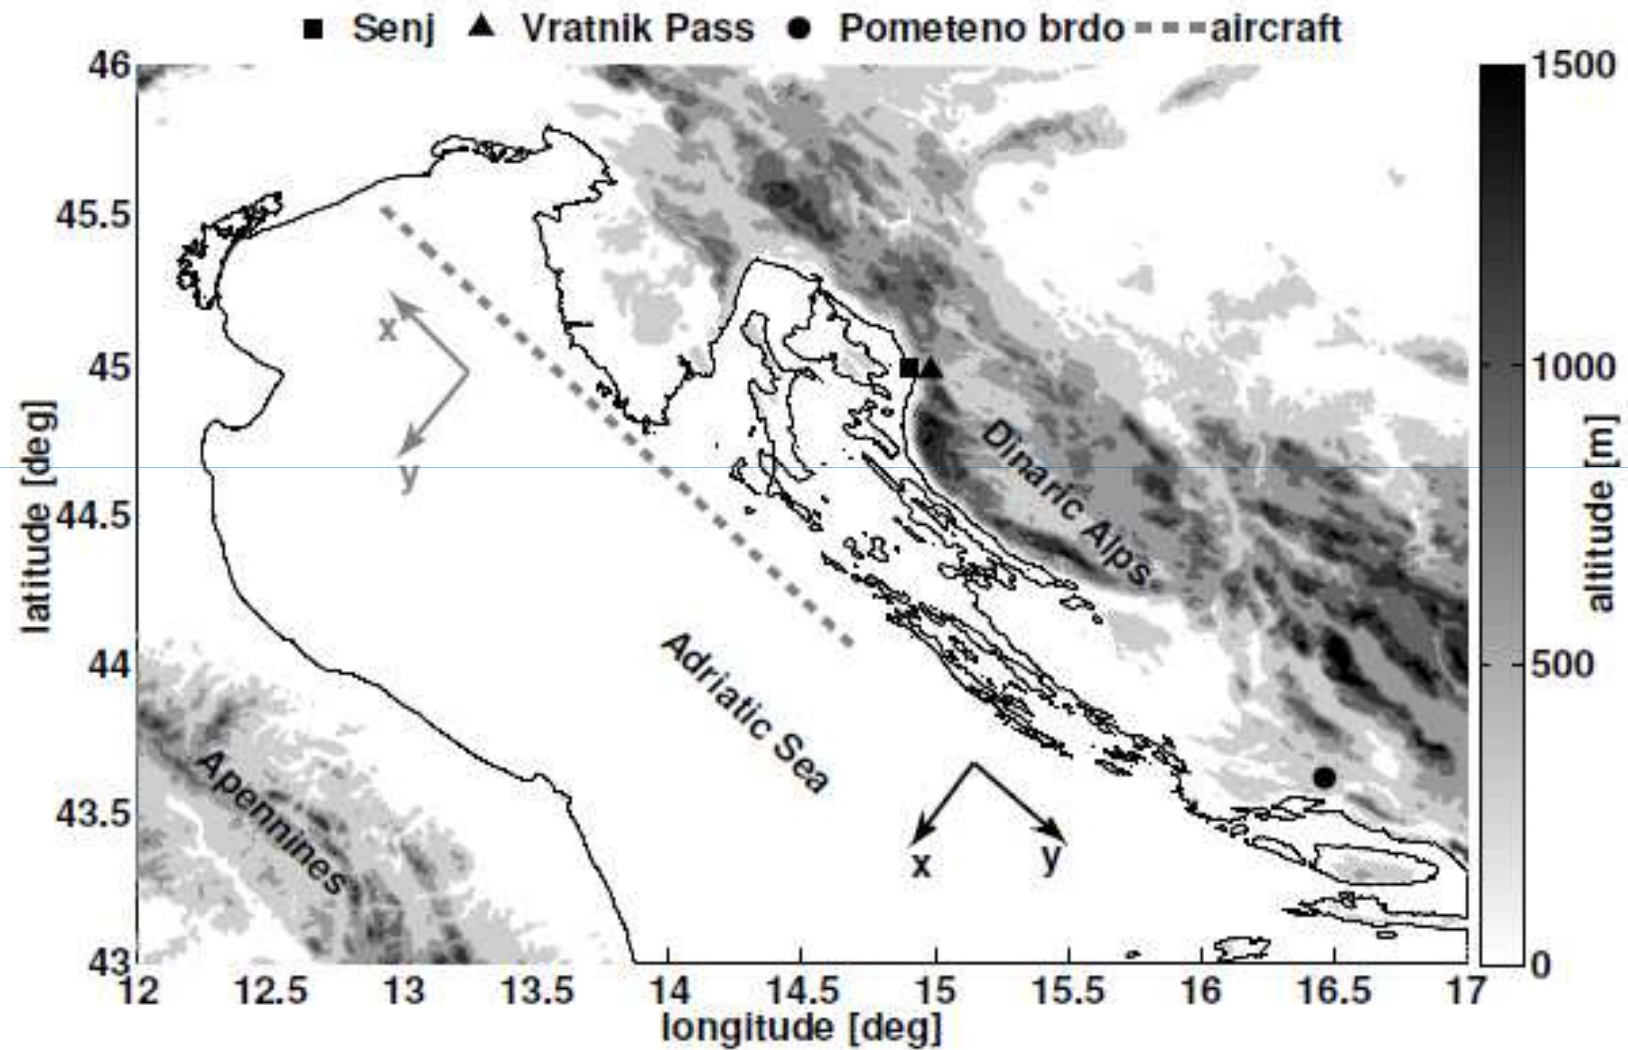 Senj Vratnik Pass Pometeno brdo aircraft
46
45.5
45
44.5
44
43.5
43
latitude [deg]
12 12.5 13 13.5 14 14.5 15 15.5 16 16.5 17
longitude [deg]
1500
1000
500
0
altitude [m]
x
y
Dinaric Alps
Adriatic Sea
Apennines
x
y